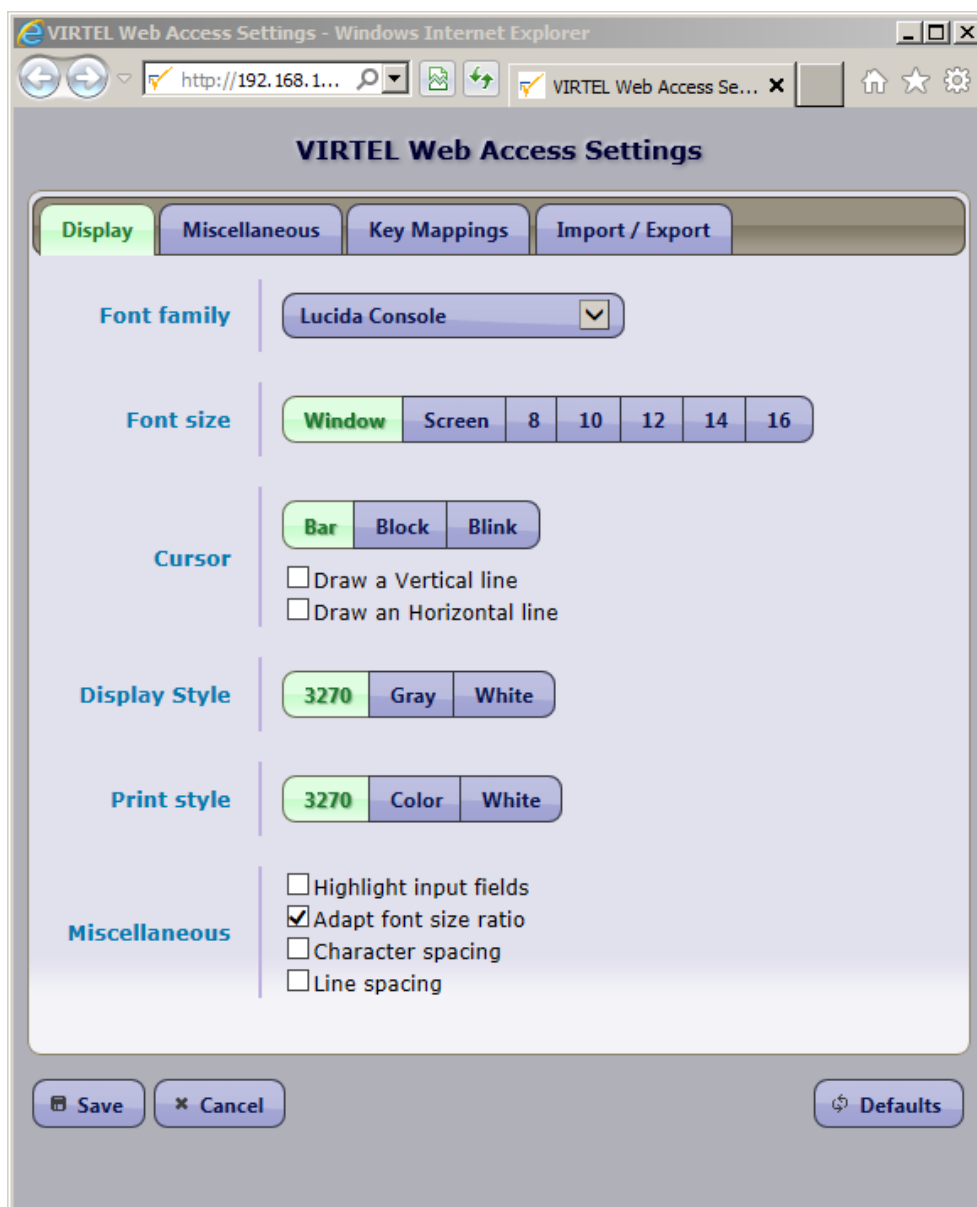 VIRTEL Web Access Settings - Windows Internet Explorer
http://192.168.1... VIRTEL Web Access Se...
VIRTEL Web Access Settings
Display Miscellaneous Key Mappings Import / Export
Font family Lucida Console
Font size Window Screen 8 10 12 14 16
Bar Block Blink
Cursor
Draw a Vertical line
Draw an Horizontal line
Display Style 3270 Gray White
Print style 3270 Color White
Highlight input fields
Adapt font size ratio
Miscellaneous
Character spacing
Line spacing
Save Cancel Defaults